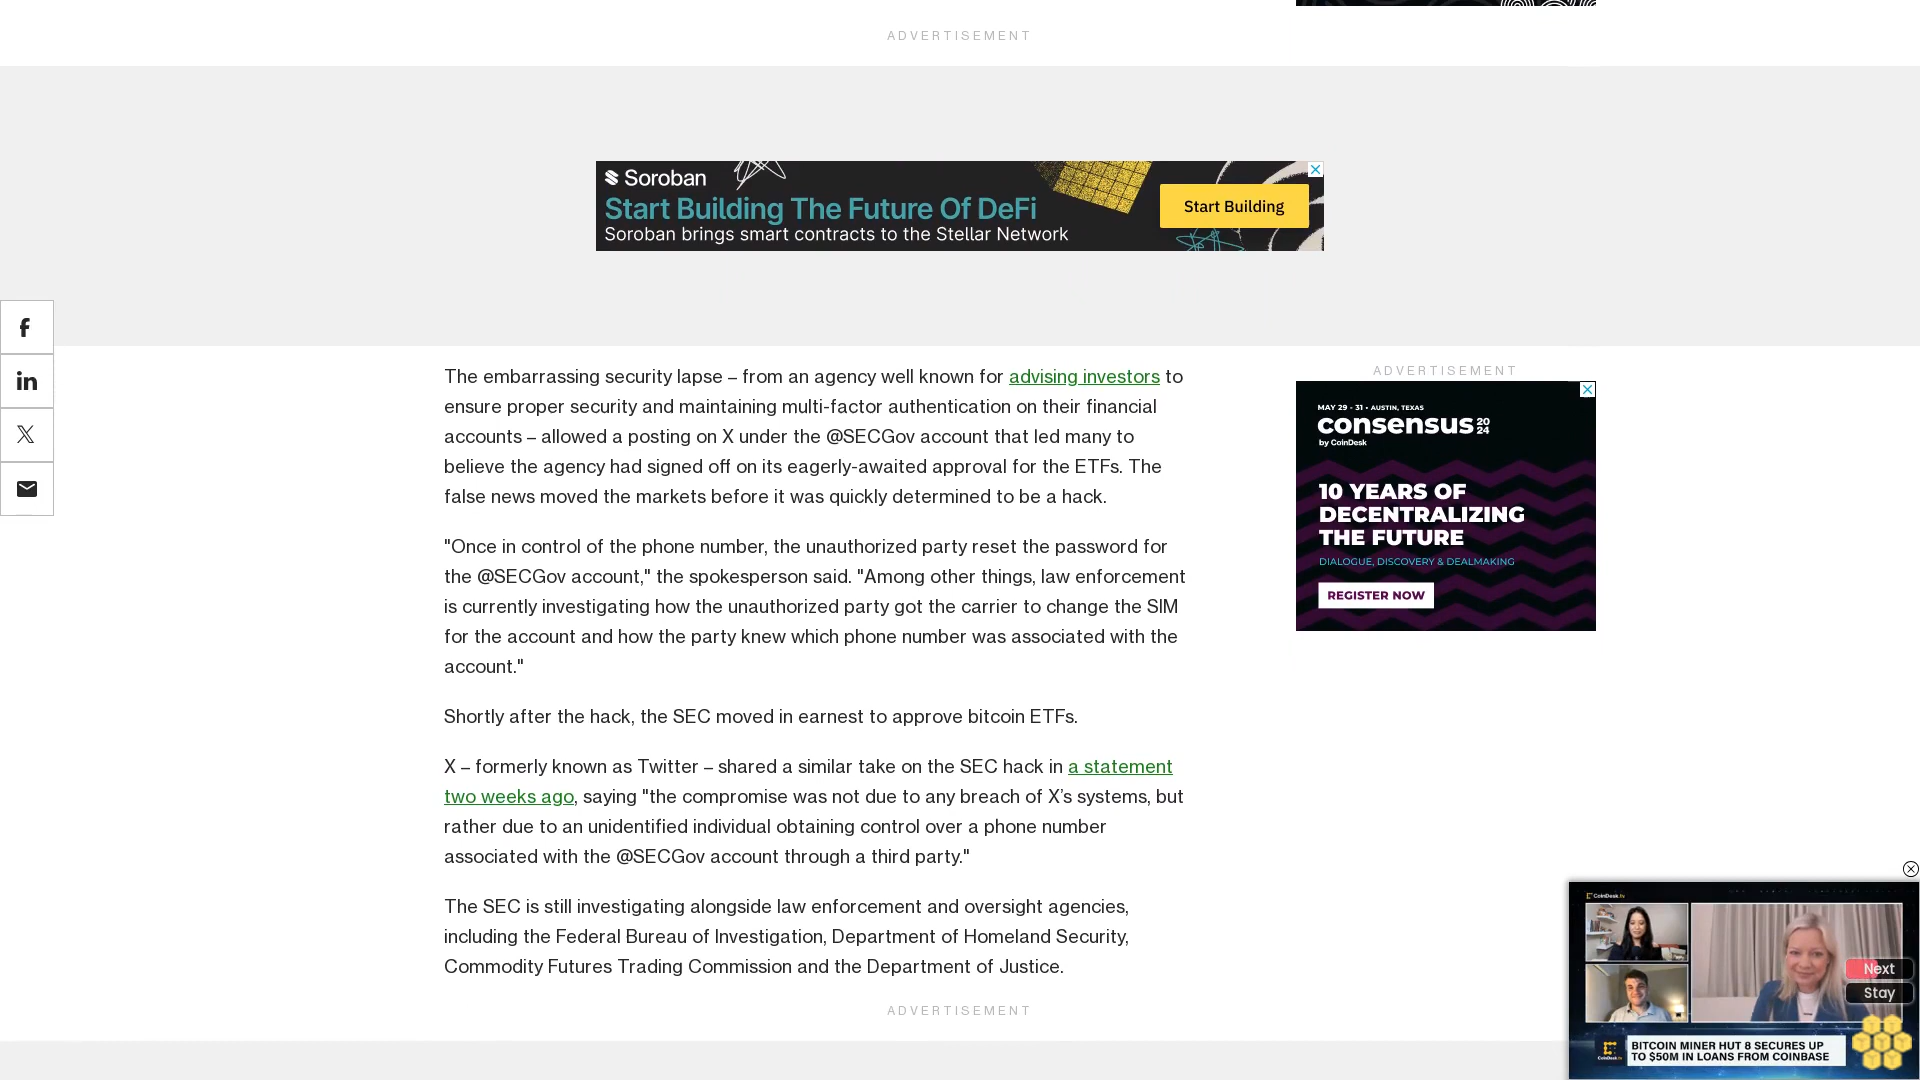 ADVERTISEMENT
Soroban
Start Building The Future Of DeFi
Soroban brings smart contracts to the Stellar Network
Start Building
The embarrassing security lapse – from an agency well known for advising investors to
ensure proper security and maintaining multi-factor authentication on their financial
accounts – allowed a posting on X under the @SECGov account that led many to
believe the agency had signed off on its eagerly-awaited approval for the ETFs. The
false news moved the markets before it was quickly determined to be a hack.
"Once in control of the phone number, the unauthorized party reset the password for
the @SECGov account," the spokesperson said. "Among other things, law enforcement
is currently investigating how the unauthorized party got the carrier to change the SIM
for the account and how the party knew which phone number was associated with the
account."
Shortly after the hack, the SEC moved in earnest to approve bitcoin ETFs.
X – formerly known as Twitter – shared a similar take on the SEC hack in a statement
two weeks ago, saying "the compromise was not due to any breach of X’s systems, but
rather due to an unidentified individual obtaining control over a phone number
associated with the @SECGov account through a third party."
The SEC is still investigating alongside law enforcement and oversight agencies,
including the Federal Bureau of Investigation, Department of Homeland Security,
Commodity Futures Trading Commission and the Department of Justice.
ADVERTISEMENT
ADVERTISEMENT
MAY 29 - 31 • AUSTIN, TEXAS
consensus 2024
by CoinDesk
10 YEARS OF
DECENTRALIZING
THE FUTURE
DIALOGUE, DISCOVERY & DEALMAKING
REGISTER NOW
CoinDesk.tv
Next
Stay
CoinDesk.tv
BITCOIN MINER HUT 8 SECURES UP
TO $50M IN LOANS FROM COINBASE